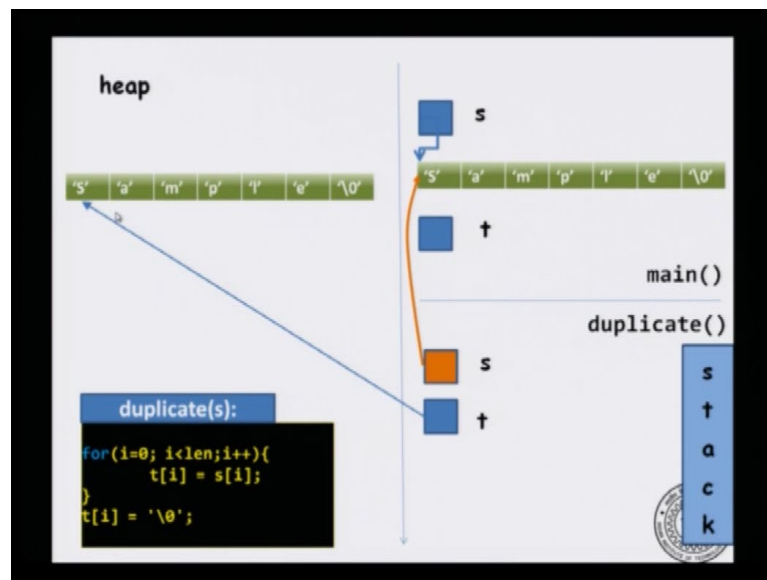 heap
s
'S' 'a' 'm' 'p' 'l' 'e' '\0'
'S' 'a' 'm' 'p' 'l' 'e' '\0'
t
main()
duplicate()
s
t
s
t
a
c
k
duplicate(s):
for(i=0; i<len;i++){
t[i] = s[i];
}
t[i] = '\0';